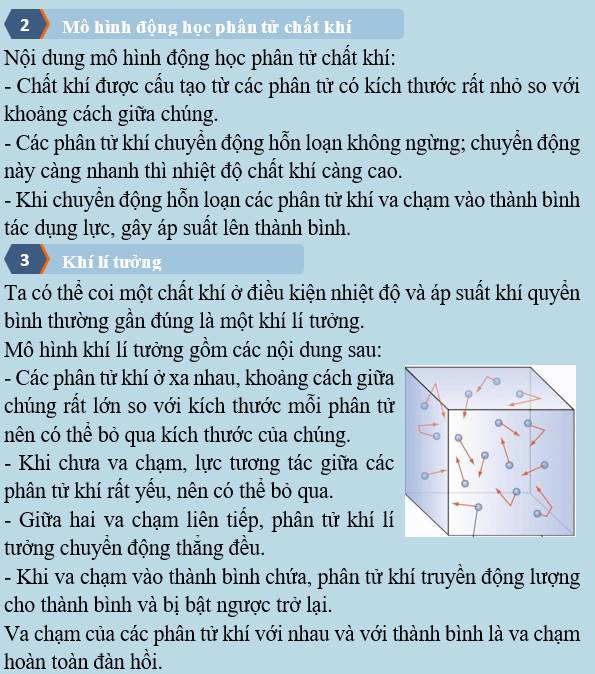 2 Mô hình động học phân tử chất khí
Nội dung mô hình động học phân tử chất khí:
- Chất khí được cấu tạo từ các phân tử có kích thước rất nhỏ so với
khoảng cách giữa chúng.
- Các phân tử khí chuyển động hỗn loạn không ngừng; chuyển động
này càng nhanh thì nhiệt độ chất khí càng cao.
- Khi chuyển động hỗn loạn các phân tử khí va chạm vào thành bình
tác dụng lực, gây áp suất lên thành bình.
3 Khí lí tưởng
Ta có thể coi một chất khí ở điều kiện nhiệt độ và áp suất khí quyển
bình thường gần đúng là một khí lí tưởng.
Mô hình khí lí tưởng gồm các nội dung sau:
- Các phân tử khí ở xa nhau, khoảng cách giữa
chúng rất lớn so với kích thước mỗi phân tử
nên có thể bỏ qua kích thước của chúng.
- Khi chưa va chạm, lực tương tác giữa các
phân tử khí rất yếu, nên có thể bỏ qua.
- Giữa hai va chạm liên tiếp, phân tử khí lí
tưởng chuyển động thẳng đều.
- Khi va chạm vào thành bình chứa, phân tử khí truyền động lượng
cho thành bình và bị bật ngược trở lại.
Va chạm của các phân tử khí với nhau và với thành bình là va chạm
hoàn toàn đàn hồi.